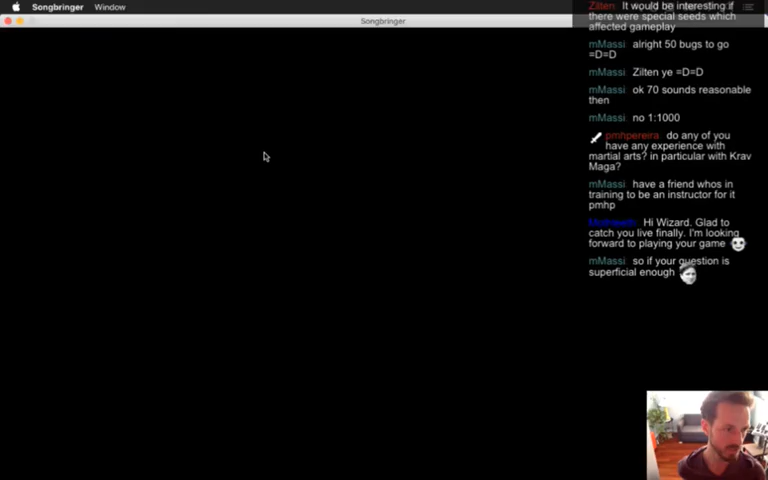 Songbringer Window
Songbringer
Zilten It would be interesting if
there were special seeds which
affected gameplay
mMassi alright 50 bugs to go
=D=D
mMassi Zilten ye =D=D
mMassi ok 70 sounds reasonable
then
mMassi no 1:1000
pmhpereira do any of you
have any experience with
martial arts? in particular with Krav
Maga?
mMassi have a friend whos in
training to be an instructor for it
pmhp
Hi Wizard. Glad to
catch you live finally. I'm looking
forward to playing your game
mMassi so if your question is
superficial enough